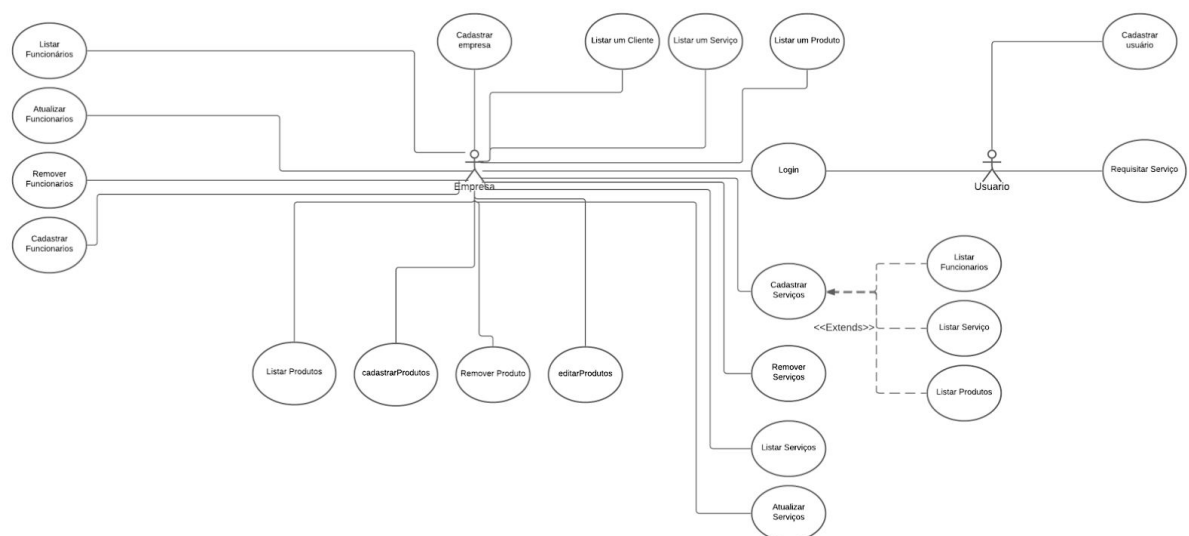 Listar
Funcionários
Cadastrar
empresa
Listar um Cliente
Listar um Serviço
Listar um Produto
Cadastrar
usuário
Atualizar
Funcionarios
Remover
Funcionarios
Empresa
Login
Usuario
Requisitar Serviço
Cadastrar
Funcionarios
Cadastrar
Serviços
Listar
Funcionarios
<<Extends>>
Listar Serviço
Listar Produtos
cadastrarProdutos
Remover Produto
editarProdutos
Remover
Serviços
Listar Produtos
Listar Serviços
Atualizar
Serviços